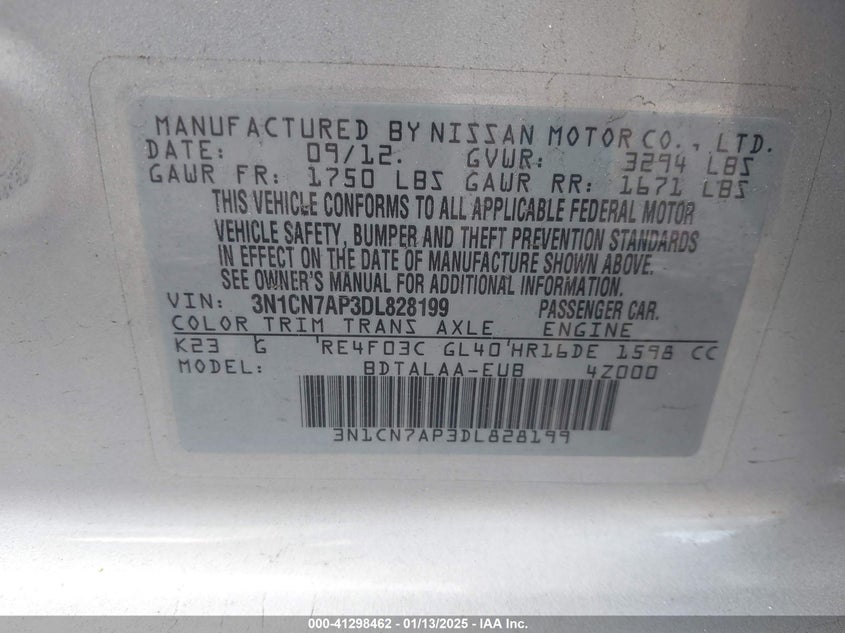 MANUFACTURED BY NISSAN MOTOR CO., LTD.
DATE: 09/12. GVWR: 3294 LBS
GAWR FR: 1750 LBS GAWR RR: 1671 LBS
THIS VEHICLE CONFORMS TO ALL APPLICABLE FEDERAL MOTOR
VEHICLE SAFETY, BUMPER AND THEFT PREVENTION STANDARDS
IN EFFECT ON THE DATE OF MANUFACTURE SHOWN ABOVE.
SEE OWNER'S MANUAL FOR ADDITIONAL INFORMATION.
VIN: 3N1CN7AP3DL828199 PASSENGER CAR.
COLOR TRIM TRANS AXLE ENGINE
K23 G RE4F03C GL40 HR16DE 1598 CC
MODEL: BDTALAA-EUB 4Z000
3N1CN7AP3DL828199
000-41298462 - 01/13/2025 - IAA Inc.